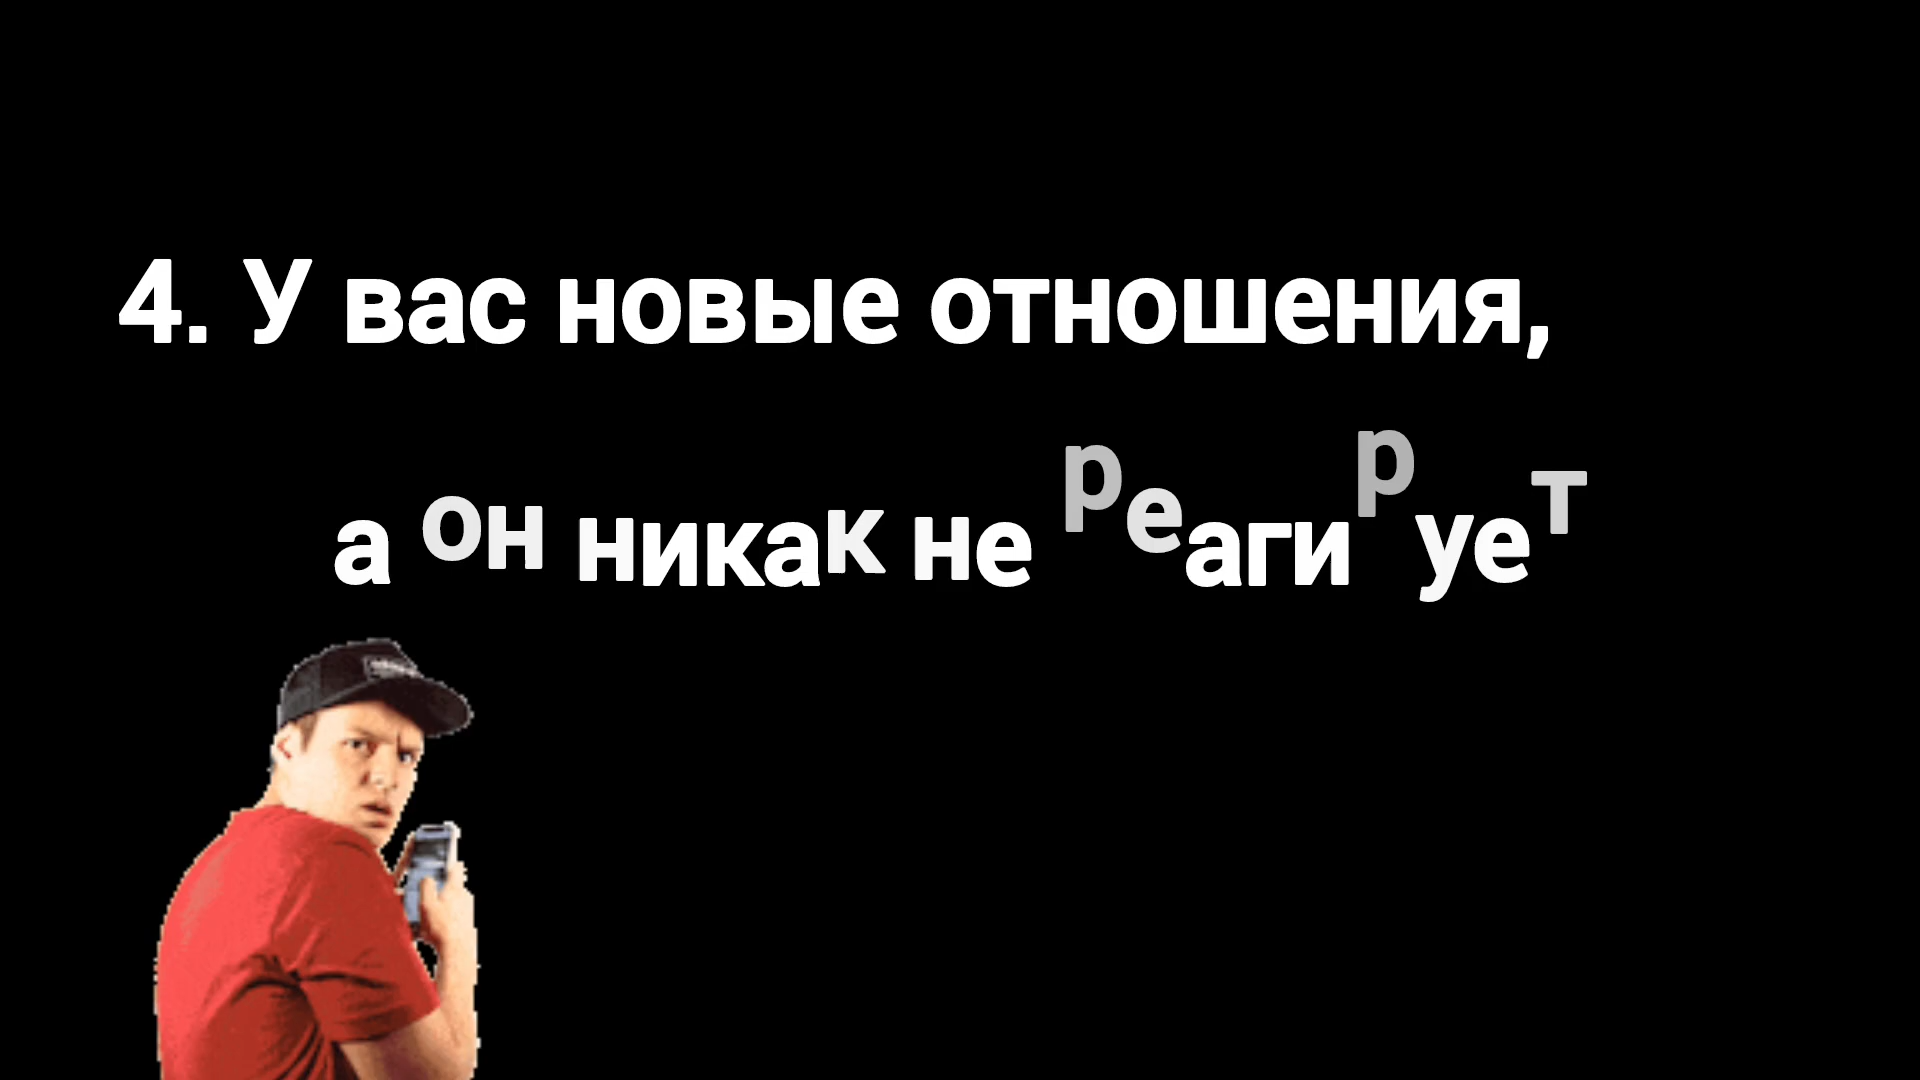 4. У вас новые отношения,
а он никак не реагирует